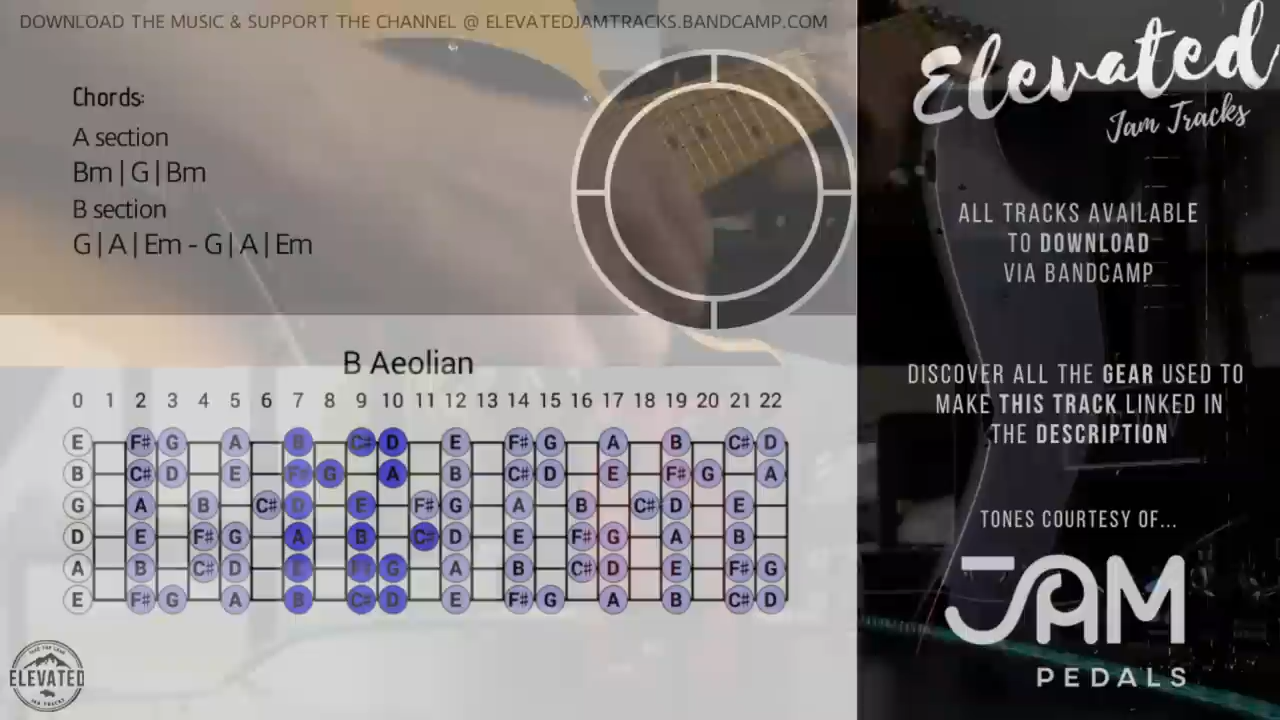 DOWNLOAD THE MUSIC & SUPPORT THE CHANNEL @ ELEVATEDJAMTRACKS.BANDCAMP.COM
Chords:
A section
Bm | G | Bm
B section
G | A | Em - G | A | Em
B Aeolian
0 1 2 3 4 5 6 7 8 9 10 11 12 13 14 15 16 17 18 19 20 21 22
E F# G A B C# D E F# G A B C# D
B C# D E F# G A B C# D E F# G A
G A B C# D E F# G A B C# D E
D E F# G A B C# D E F# G A B
A B C# D E F# G A B C# D E F# G
E F# G A B C# D E F# G A B C# D
ELEVATED
JAM TRACKS
Elevated
Jam Tracks
ALL TRACKS AVAILABLE
TO DOWNLOAD
VIA BANDCAMP
DISCOVER ALL THE GEAR USED TO
MAKE THIS TRACK LINKED IN
THE DESCRIPTION
TONES COURTESY OF...
JAM
PEDALS